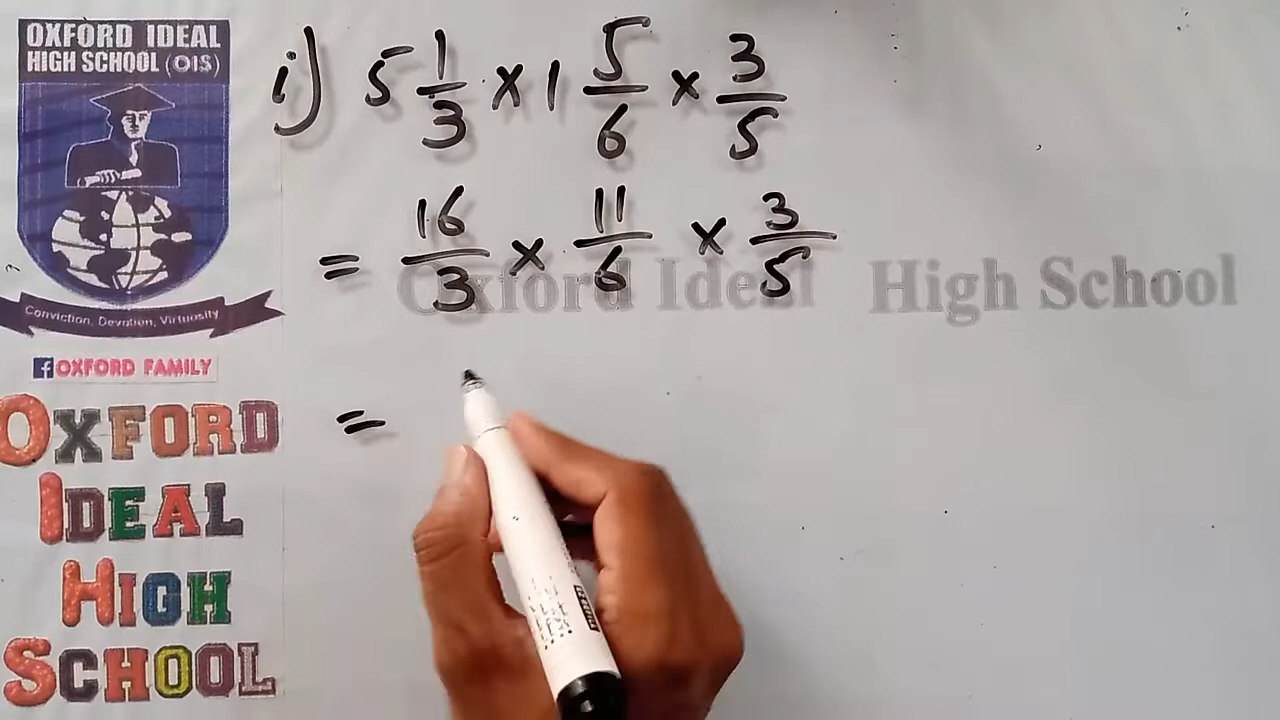 OXFORD IDEAL
HIGH SCHOOL (OIS)
Conviction, Devation, Virtuosity
f OXFORD FAMILY
OXFORD
IDEAL
HIGH
SCHOOL
i) 5 1/3 × 1 5/6 × 3/5
= 16/3 × 11/6 × 3/5
Oxford Ideal High School
=